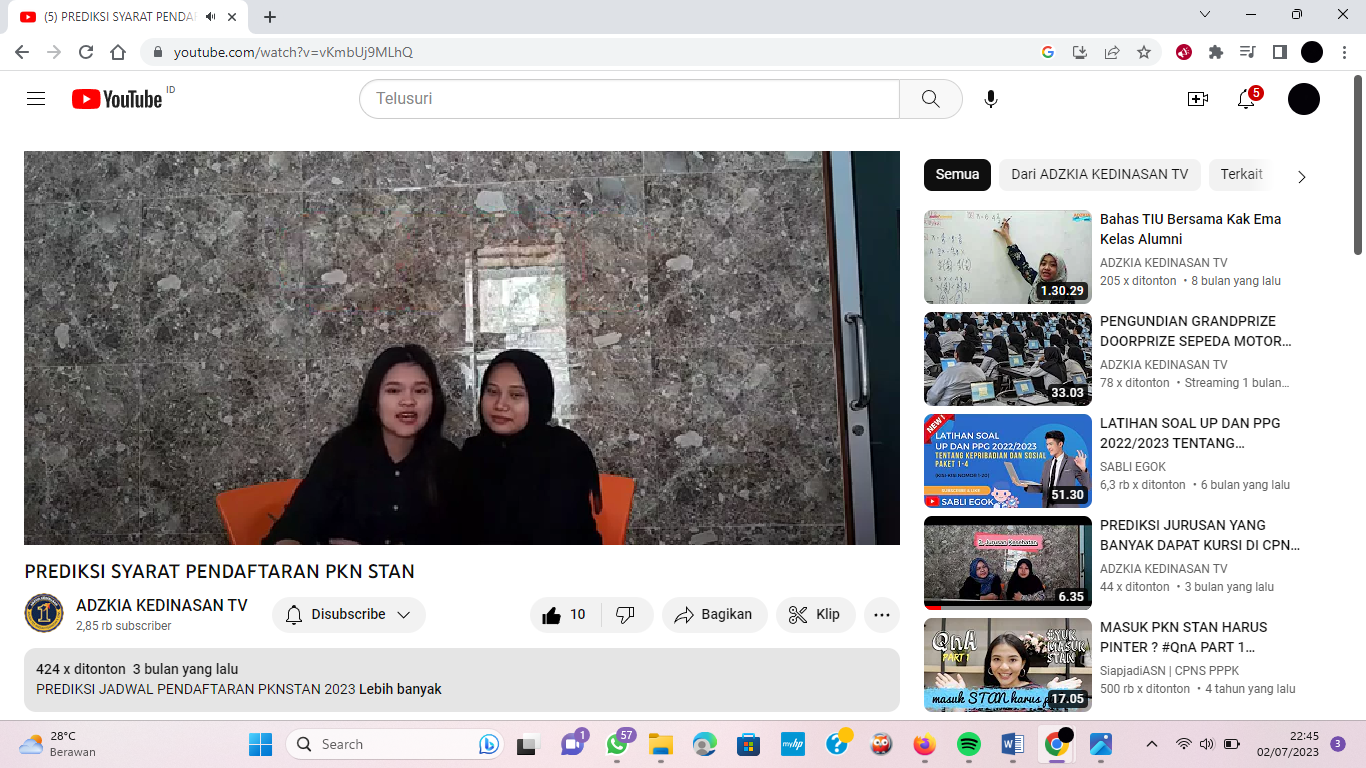 (5) PREDIKSI SYARAT PENDA
youtube.com/watch?v=vKmbUj9MLhQ
YouTube ID
Telusuri
5
Semua
Dari ADZKIA KEDINASAN TV
Terkait
Bahas TIU Bersama Kak Ema
Kelas Alumni
ADZKIA KEDINASAN TV
205 x ditonton • 8 bulan yang lalu
1.30.29
PENGUNDIAN GRANDPRIZE
DOORPRIZE SEPEDA MOTOR…
ADZKIA KEDINASAN TV
78 x ditonton • Streaming 1 bulan…
33.03
NEW !
LATIHAN SOAL
UP DAN PPG 2022/2023
TENTANG KEPRIBADIAN DAN SOSIAL
PAKET 1-4
SABLI EGOK
51.30
LATIHAN SOAL UP DAN PPG
2022/2023 TENTANG…
SABLI EGOK
6,3 rb x ditonton • 6 bulan yang lalu
2. Jurusan Kesehatan
6.35
PREDIKSI JURUSAN YANG
BANYAK DAPAT KURSI DI CPN…
ADZKIA KEDINASAN TV
44 x ditonton • 3 bulan yang lalu
QnA
PART 1
#YUK
MASUK
STAN
masuk STAN harus p
17.05
MASUK PKN STAN HARUS
PINTER ? #QnA PART 1…
SiapjadiASN | CPNS PPPK
500 rb x ditonton • 4 tahun yang lalu
PREDIKSI SYARAT PENDAFTARAN PKN STAN
1
ADZKIA KEDINASAN TV
2,85 rb subscriber
Disubscribe
10
Bagikan
Klip
424 x ditonton 3 bulan yang lalu
PREDIKSI JADWAL PENDAFTARAN PKNSTAN 2023 Lebih banyak
28°C
Berawan
Search
1
57
myhp
22:45
02/07/2023
3